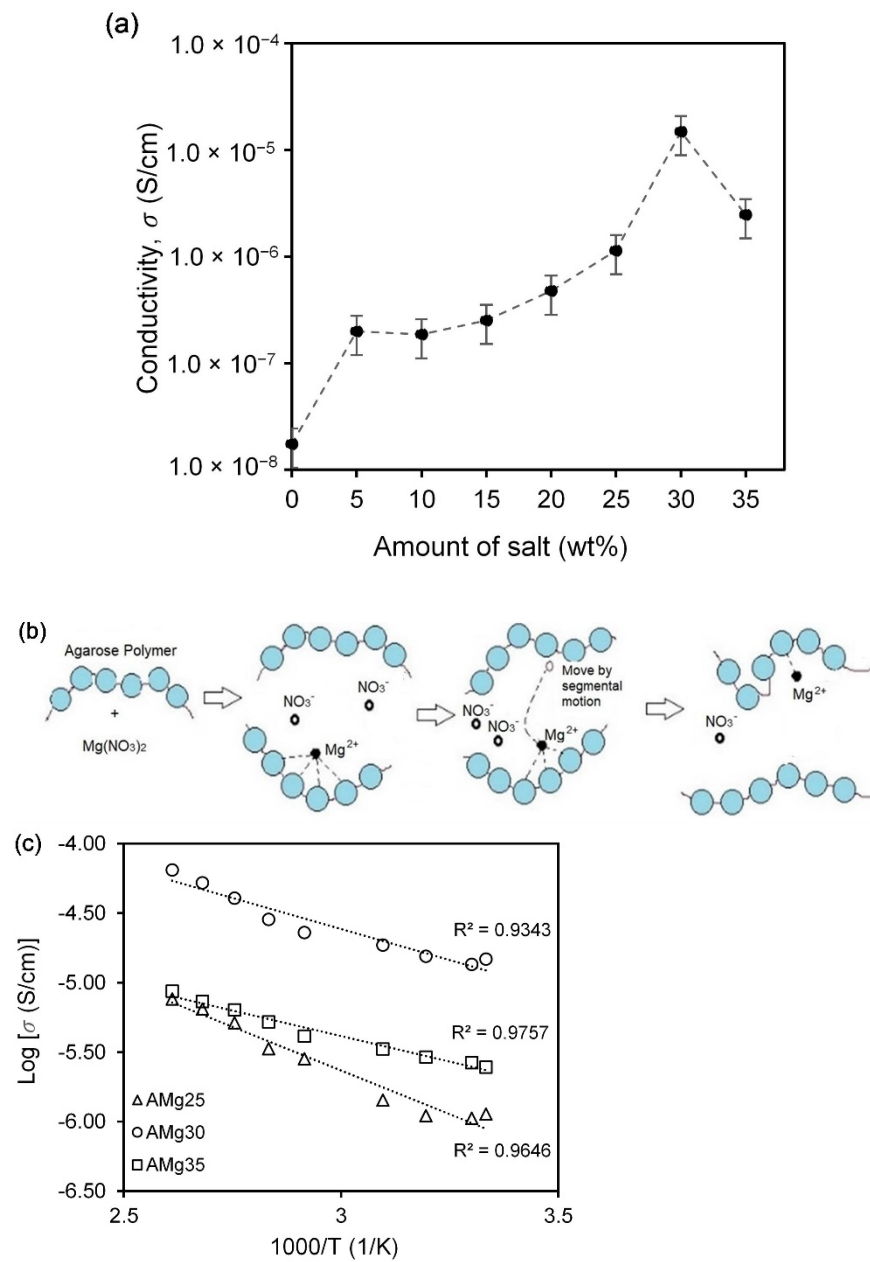 (a)
1.0 × 10⁻⁴
1.0 × 10⁻⁵
1.0 × 10⁻⁶
1.0 × 10⁻⁷
1.0 × 10⁻⁸
Conductivity, σ (S/cm)
0 5 10 15 20 25 30 35
Amount of salt (wt%)
(b)
Agarose Polymer
+
Mg(NO₃)₂
NO₃⁻
NO₃⁻
Mg²⁺
Move by
segmental
motion
NO₃⁻
NO₃⁻
Mg²⁺
Mg²⁺
NO₃⁻
(c)
-4.00
-4.50
-5.00
-5.50
-6.00
-6.50
Log [σ (S/cm)]
R² = 0.9343
R² = 0.9757
R² = 0.9646
AMg25
AMg30
AMg35
2.5 3 3.5
1000/T (1/K)